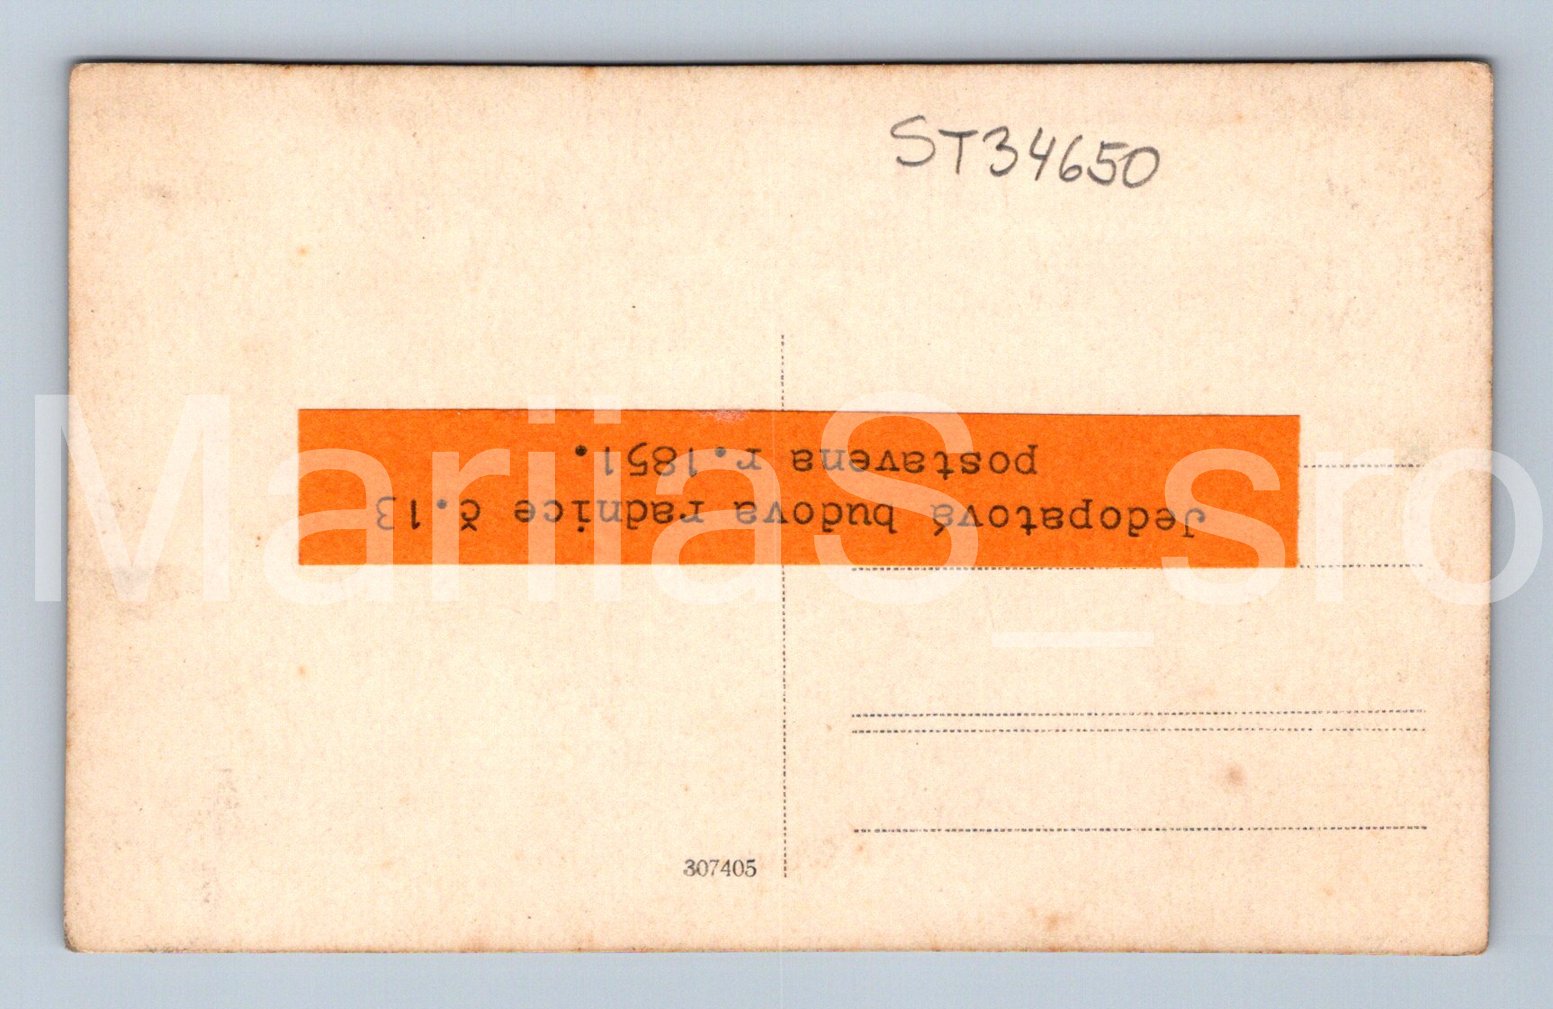 ST34650
Jedopatová budova radnice č.13
postavena r.1851.
307405
MariiaS_sro